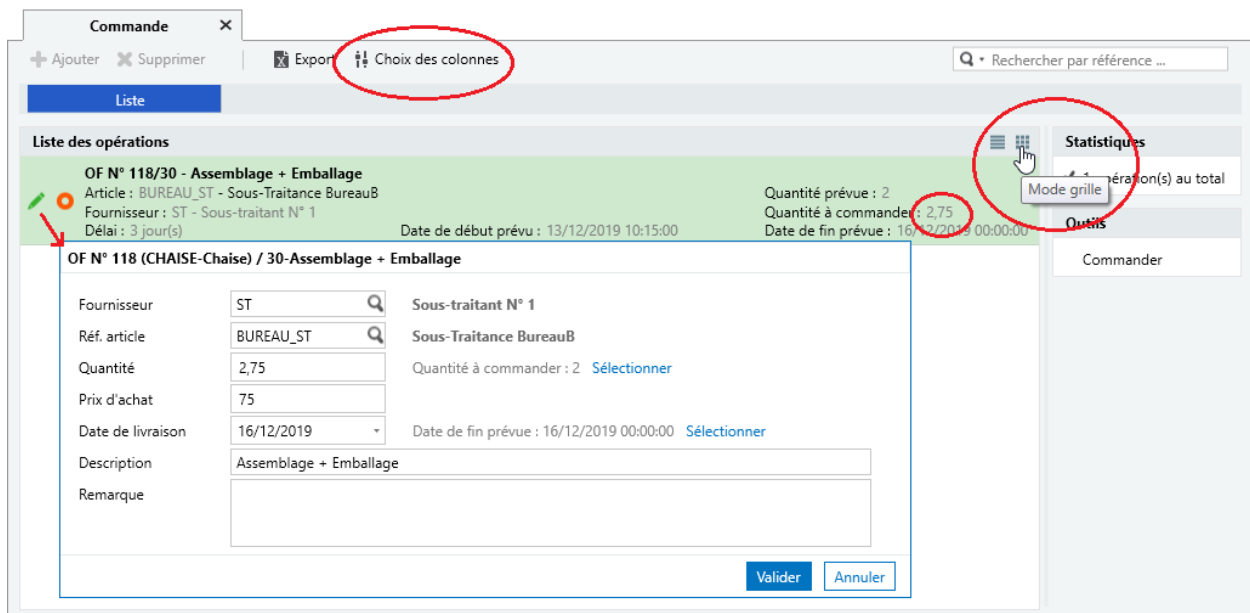 Commande ×
Ajouter Supprimer Export Choix des colonnes Rechercher par référence ...
Liste
Liste des opérations
Statistiques
OF N° 118/30 - Assemblage + Emballage
Article : BUREAU_ST - Sous-Traitance BureauB Quantité prévue : 2
Fournisseur : ST - Sous-traitant N° 1 Quantité à commander : 2,75
Délai : 3 jour(s) Date de début prévu : 13/12/2019 10:15:00 Date de fin prévue : 16/12/2019 00:00:00
Mode grille
opération(s) au total
Outils
Commander
OF N° 118 (CHAISE-Chaise) / 30-Assemblage + Emballage
Fournisseur ST Sous-traitant N° 1
Réf. article BUREAU_ST Sous-Traitance BureauB
Quantité 2,75 Quantité à commander : 2 Sélectionner
Prix d'achat 75
Date de livraison 16/12/2019 Date de fin prévue : 16/12/2019 00:00:00 Sélectionner
Description Assemblage + Emballage
Remarque
Valider Annuler